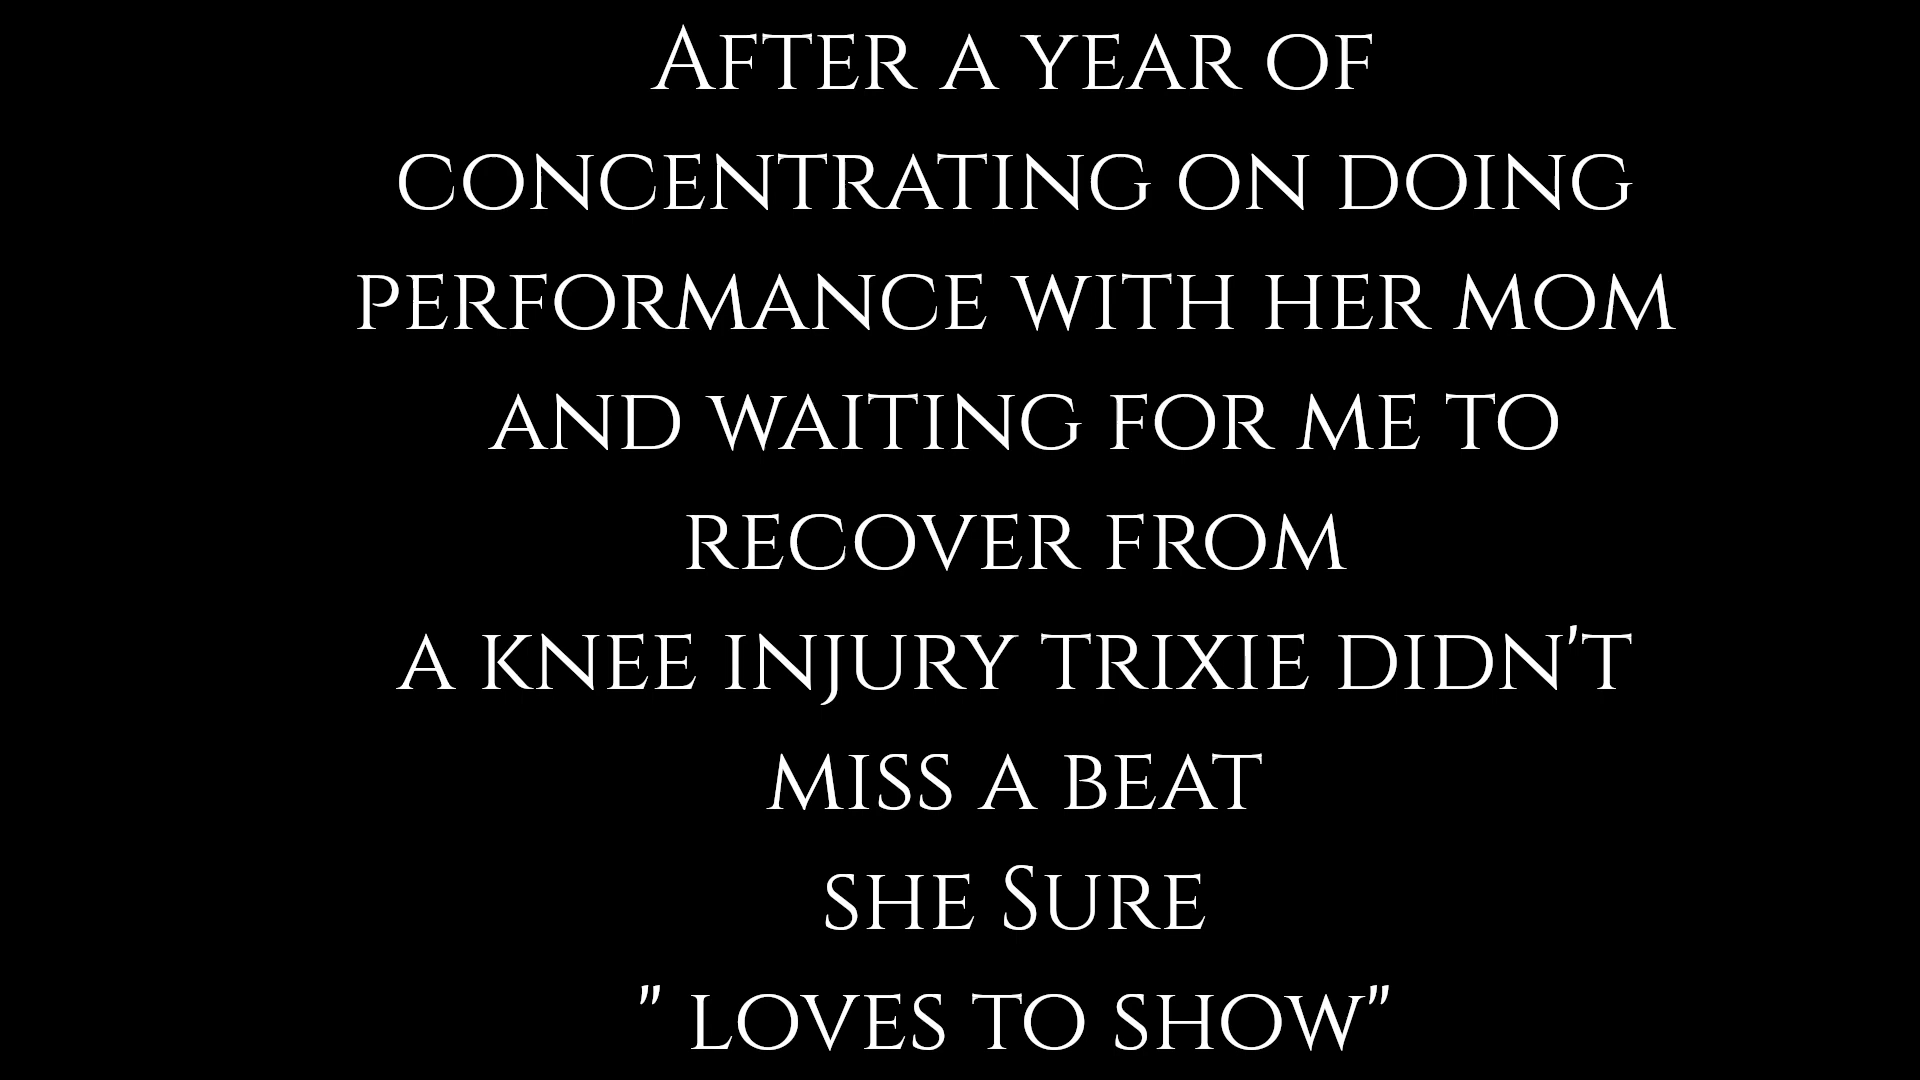 After a year of
concentrating on doing
performance with her mom
and waiting for me to
recover from
a knee injury trixie didn't
miss a beat
she Sure
" loves to show"